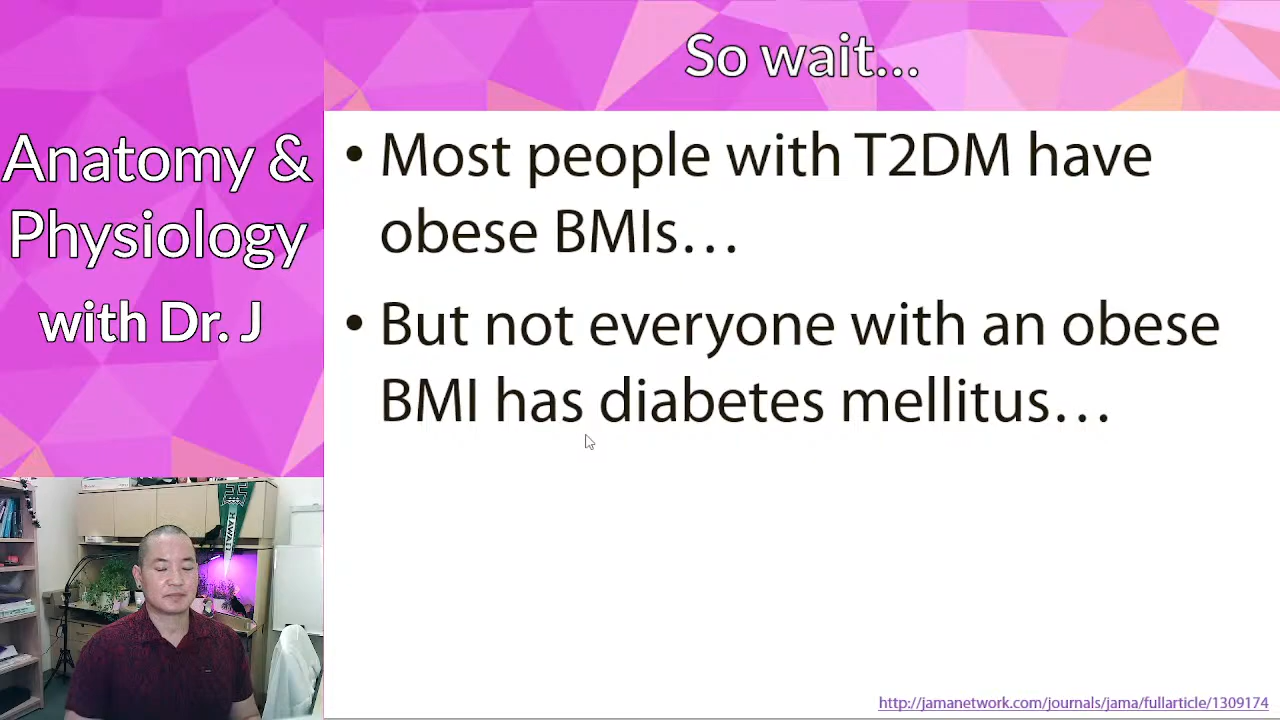 So wait...
Anatomy &
Physiology
with Dr. J
• Most people with T2DM have
obese BMIs…
• But not everyone with an obese
BMI has diabetes mellitus…
H
HAWAI'I
http://jamanetwork.com/journals/jama/fullarticle/1309174